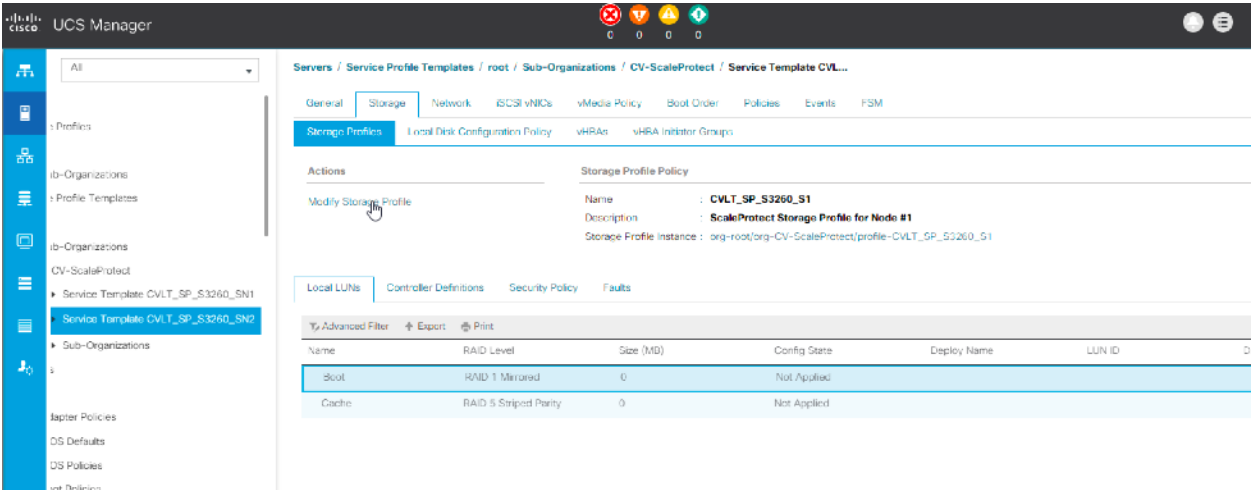 cisco UCS Manager
0 0 0 0
All
Servers / Service Profile Templates / root / Sub-Organizations / CV-ScaleProtect / Service Template CVL...
General Storage Network iSCSI vNICs vMedia Policy Boot Order Policies Events FSM
Storage Profiles Local Disk Configuration Policy vHBAs vHBA Initiator Groups
e Profiles
ub-Organizations
e Profile Templates
ub-Organizations
CV-ScaleProtect
Service Template CVLT_SP_S3260_SN1
Service Template CVLT_SP_S3260_SN2
Sub-Organizations
s
dapter Policies
OS Defaults
OS Policies
Actions
Modify Storage Profile
Storage Profile Policy
Name : CVLT_SP_S3260_S1
Description : ScaleProtect Storage Profile for Node #1
Storage Profile Instance : org-root/org-CV-ScaleProtect/profile-CVLT_SP_S3260_S1
Local LUNs Controller Definitions Security Policy Faults
Advanced Filter Export Print
Name RAID Level Size (MB) Config State Deploy Name LUN ID D
Boot RAID 1 Mirrored 0 Not Applied
Cache RAID 5 Striped Parity 0 Not Applied